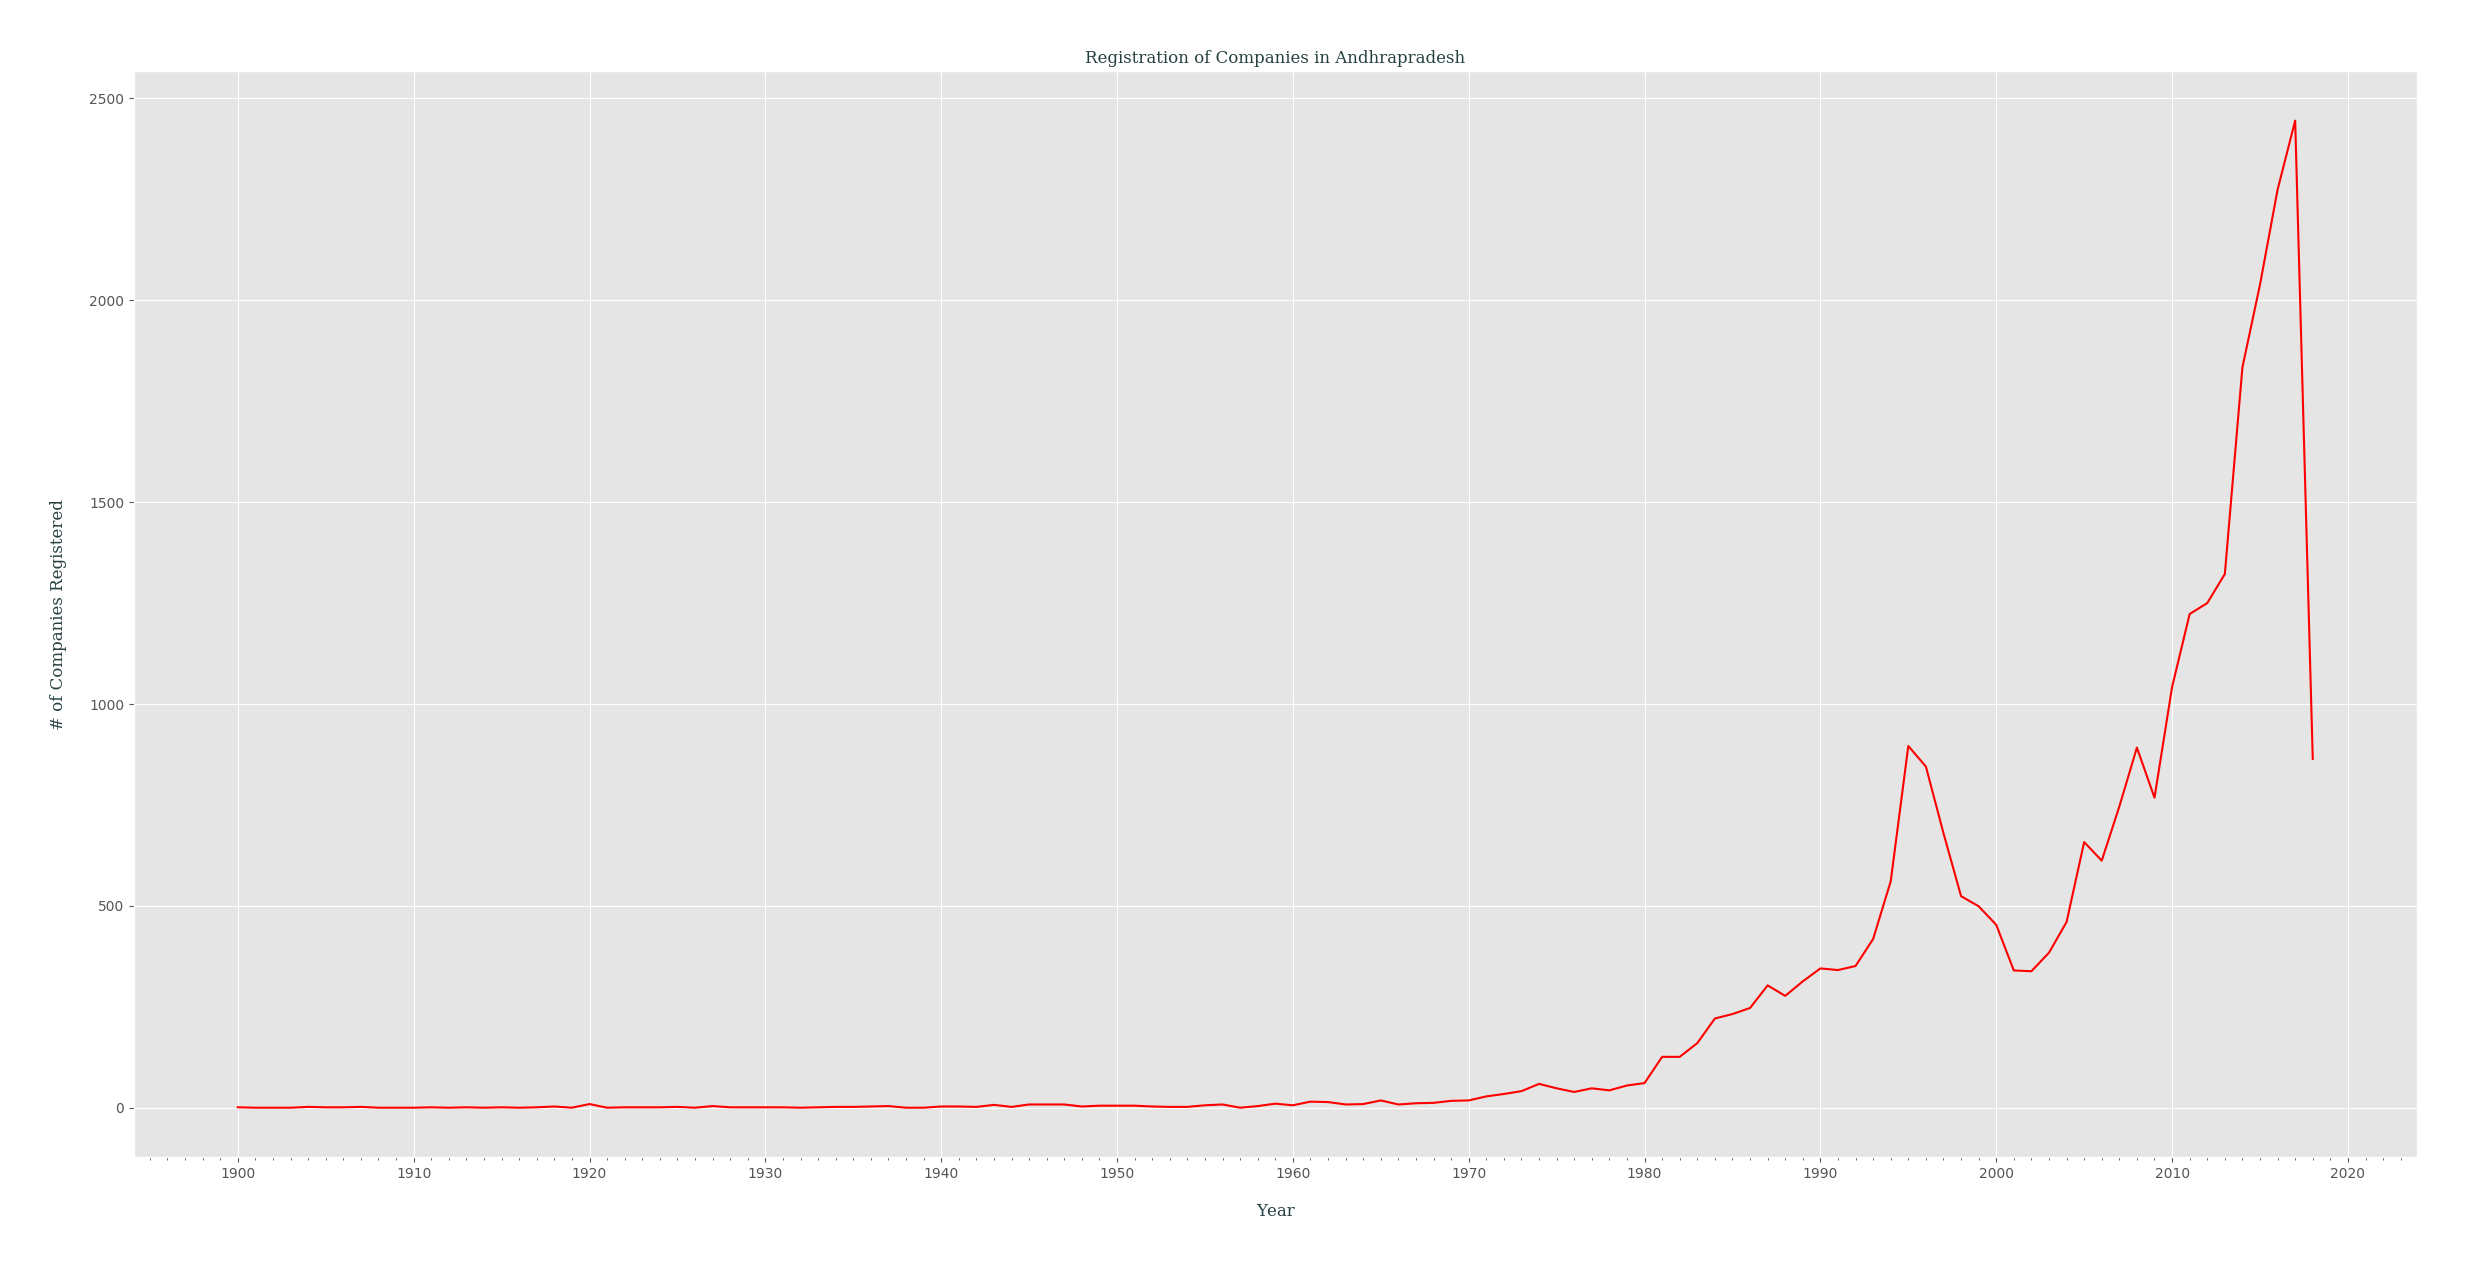 Registration of Companies in Andhrapradesh
# of Companies Registered
2500
2000
1500
1000
500
0
1900 1910 1920 1930 1940 1950 1960 1970 1980 1990 2000 2010 2020
Year